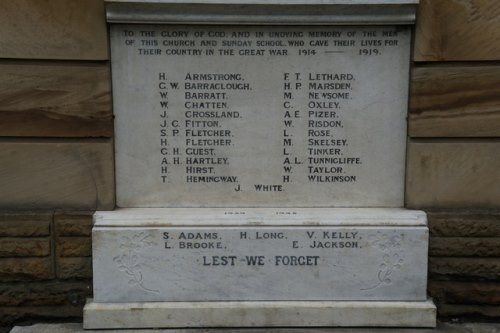 TO THE GLORY OF GOD, AND IN UNDYING MEMORY OF THE MEN
OF THIS CHURCH AND SUNDAY SCHOOL, WHO GAVE THEIR LIVES FOR
THEIR COUNTRY IN THE GREAT WAR. 1914 — 1919.
H. ARMSTRONG.
G. W. BARRACLOUGH.
W. BARRATT.
W. CHATTEN.
J. CROSSLAND.
J. C. FITTON.
S. P. FLETCHER.
H. FLETCHER.
G. H. GUEST.
A. H. HARTLEY.
H. HIRST.
T. HEMINGWAY.
F. T. LETHARD.
H. P. MARSDEN.
M. NEWSOME.
C. OXLEY.
A. E. PIZER.
W. RISDON.
L. ROSE.
M. SKELSEY.
L. TINKER.
A. L. TUNNICLIFFE.
W. TAYLOR.
H. WILKINSON
J. WHITE.
S. ADAMS, H. LONG, V. KELLY,
L. BROOKE, E. JACKSON.
LEST WE FORGET